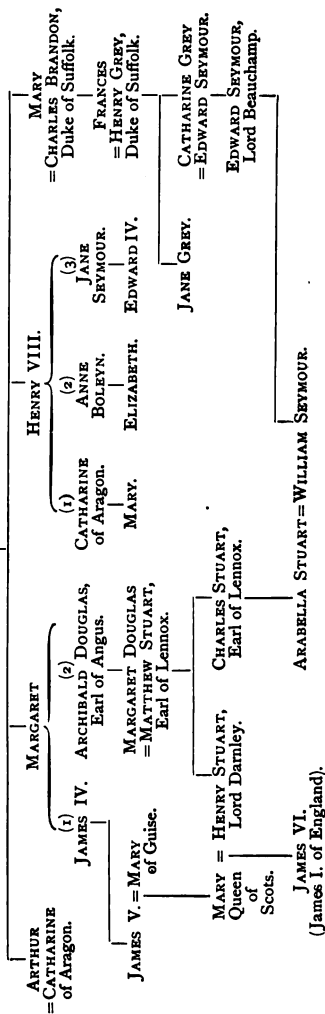 ARTHUR
=CATHARINE
of Aragon.
MARGARET
(1)
JAMES IV.
(2)
ARCHIBALD DOUGLAS,
Earl of Angus.
HENRY VIII.
(1)
CATHARINE
of Aragon.
(2)
ANNE
BOLEYN.
(3)
JANE
SEYMOUR.
MARY
=CHARLES BRANDON,
Duke of Suffolk.
JAMES V. = MARY
of Guise.
MARGARET DOUGLAS
= MATTHEW STUART,
Earl of Lennox.
MARY.
ELIZABETH.
EDWARD IV.
FRANCES
=HENRY GREY,
Duke of Suffolk.
MARY = HENRY STUART,
Queen Lord Darnley.
of
Scots.
CHARLES STUART,
Earl of Lennox.
JANE GREY.
CATHARINE GREY
=EDWARD SEYMOUR.
EDWARD SEYMOUR,
Lord Beauchamp.
JAMES VI.
(James I. of England).
ARABELLA STUART=WILLIAM SEYMOUR.